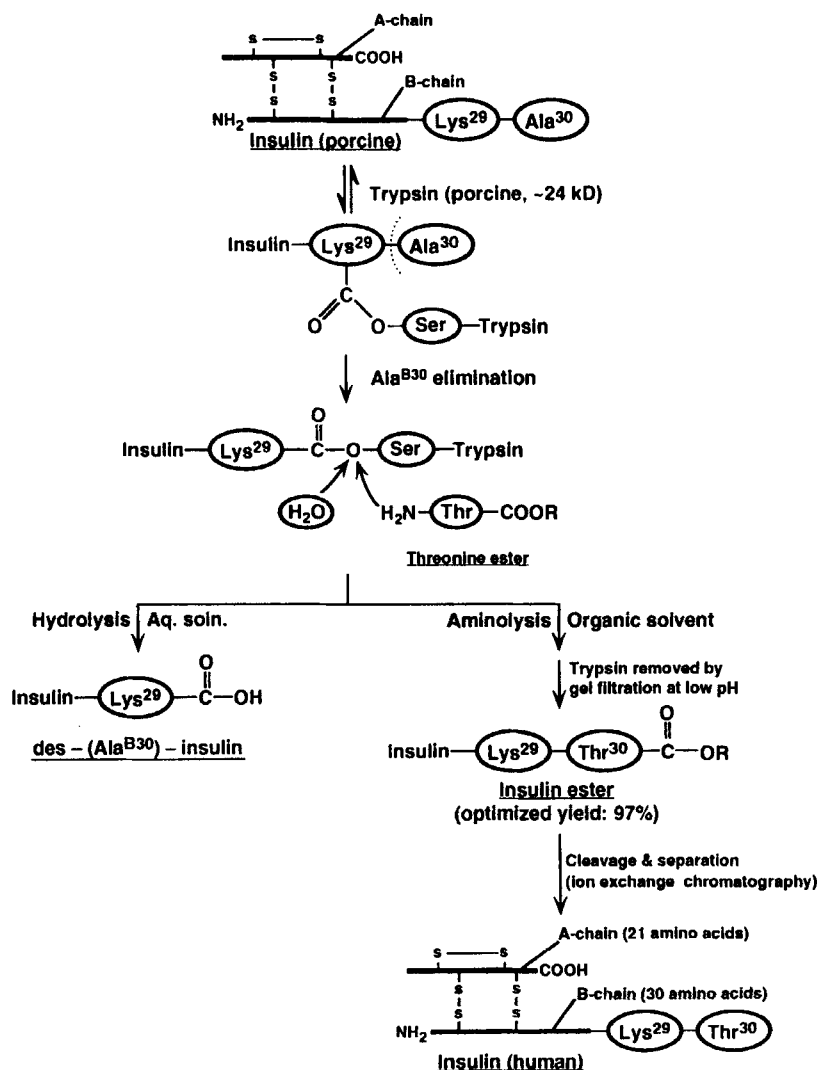 A-chain
S S
COOH
S S
S S
B-chain
NH2 Lys29 Ala30
Insulin (porcine)
Trypsin (porcine, ~24 kD)
Insulin Lys29 Ala30
C
O O Ser Trypsin
AlaB30 elimination
O
Insulin Lys29 C O Ser Trypsin
H2O H2N Thr COOR
Threonine ester
Hydrolysis Aq. soln. Aminolysis Organic solvent
Trypsin removed by
gel filtration at low pH
O
Insulin Lys29 C OH
des – (AlaB30) – insulin
O
Insulin Lys29 Thr30 C OR
Insulin ester
(optimized yield: 97%)
Cleavage & separation
(ion exchange chromatography)
A-chain (21 amino acids)
S S
COOH
S S
S S
B-chain (30 amino acids)
NH2 Lys29 Thr30
Insulin (human)